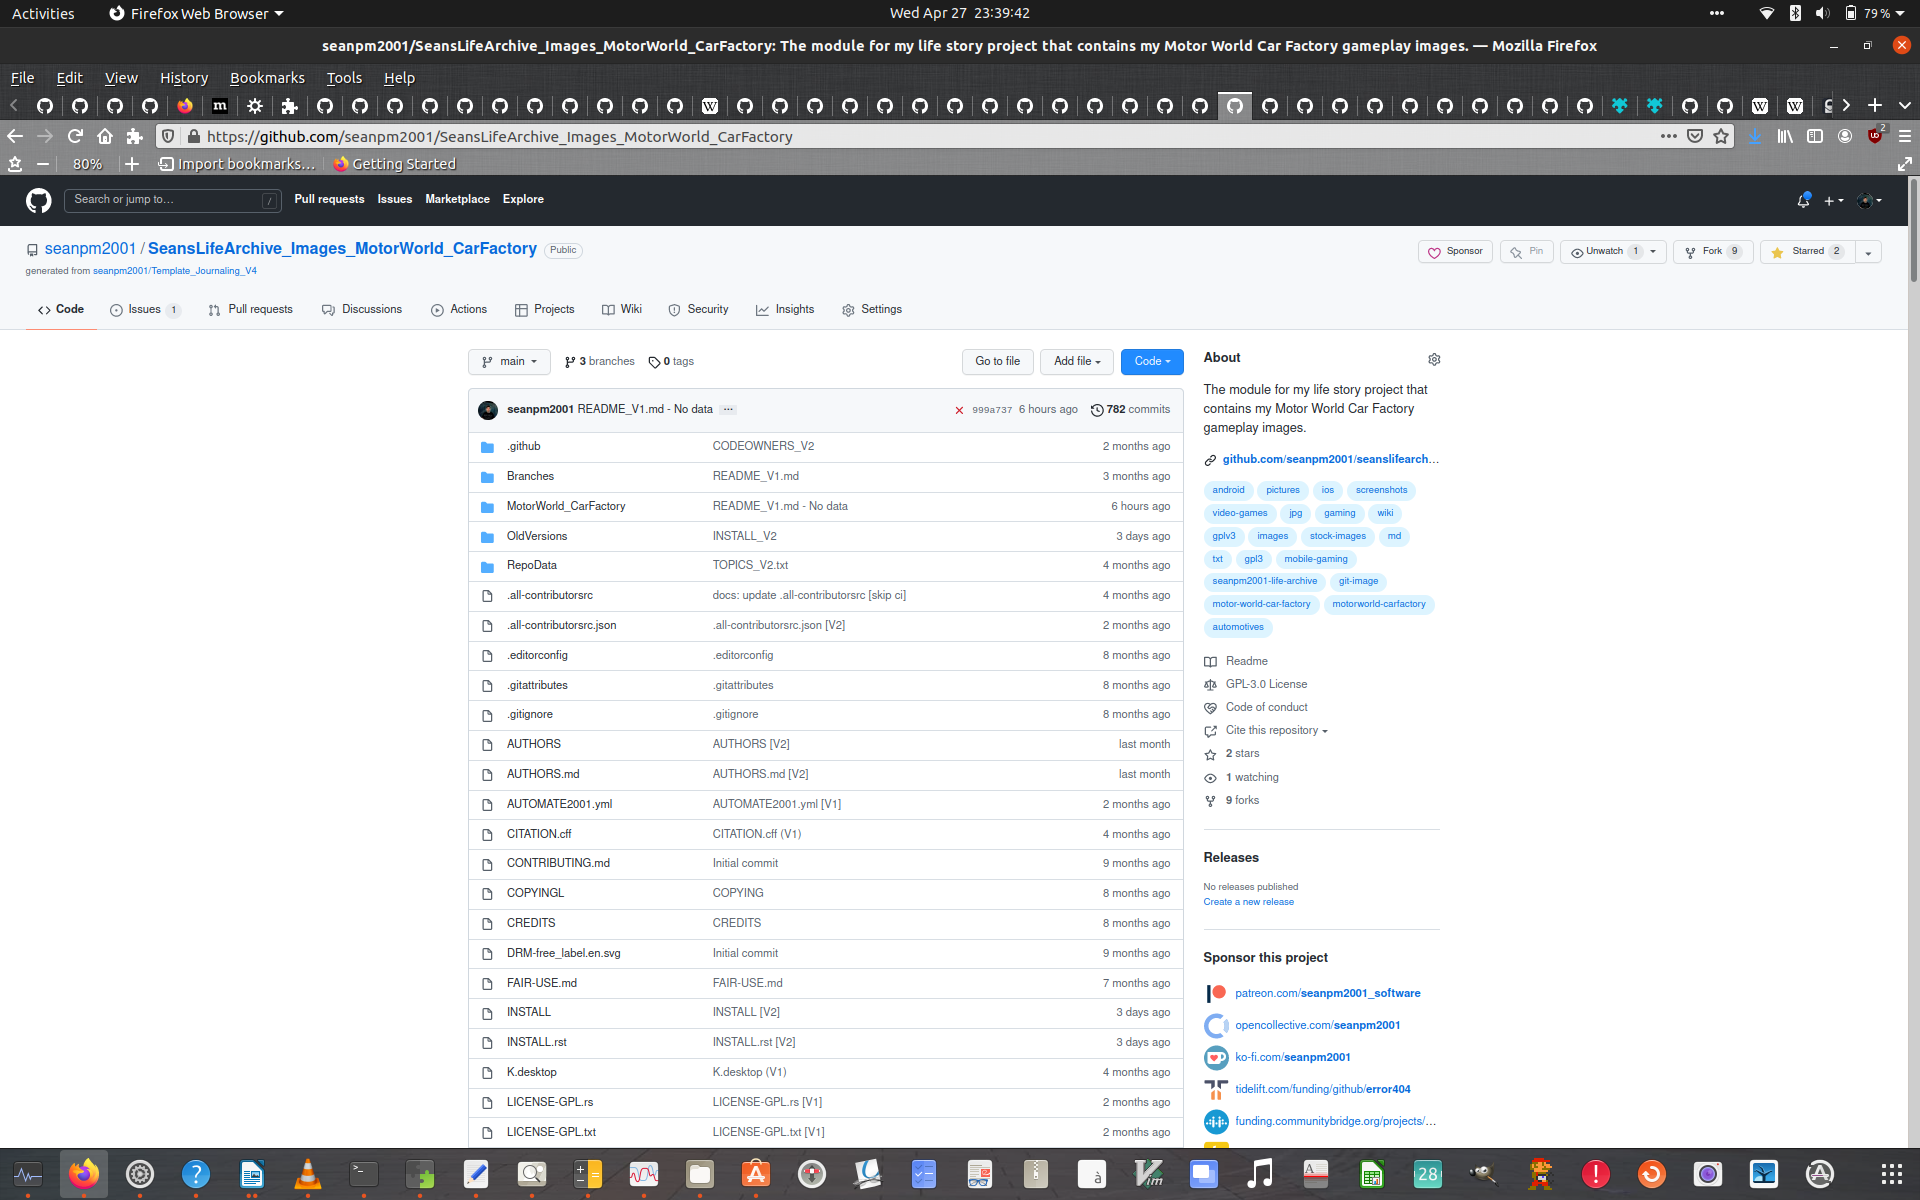 Activities
Firefox Web Browser
Wed Apr 27 23:39:42
79 %
seanpm2001/SeansLifeArchive_Images_MotorWorld_CarFactory: The module for my life story project that contains my Motor World Car Factory gameplay images. — Mozilla Firefox
File Edit View History Bookmarks Tools Help
https://github.com/seanpm2001/SeansLifeArchive_Images_MotorWorld_CarFactory
2
80%
Import bookmarks...
Getting Started
Search or jump to...
/
Pull requests Issues Marketplace Explore
seanpm2001 / SeansLifeArchive_Images_MotorWorld_CarFactory Public
Sponsor Pin Unwatch 1 Fork 9 Starred 2
generated from seanpm2001/Template_Journaling_V4
Code Issues 1 Pull requests Discussions Actions Projects Wiki Security Insights Settings
main 3 branches 0 tags Go to file Add file Code
seanpm2001 README_V1.md - No data ... 999a737 6 hours ago 782 commits
.github CODEOWNERS_V2 2 months ago
Branches README_V1.md 3 months ago
MotorWorld_CarFactory README_V1.md - No data 6 hours ago
OldVersions INSTALL_V2 3 days ago
RepoData TOPICS_V2.txt 4 months ago
.all-contributorsrc docs: update .all-contributorsrc [skip ci] 4 months ago
.all-contributorsrc.json .all-contributorsrc.json [V2] 2 months ago
.editorconfig .editorconfig 8 months ago
.gitattributes .gitattributes 8 months ago
.gitignore .gitignore 8 months ago
AUTHORS AUTHORS [V2] last month
AUTHORS.md AUTHORS.md [V2] last month
AUTOMATE2001.yml AUTOMATE2001.yml [V1] 2 months ago
CITATION.cff CITATION.cff (V1) 4 months ago
CONTRIBUTING.md Initial commit 9 months ago
COPYINGL COPYING 8 months ago
CREDITS CREDITS 8 months ago
DRM-free_label.en.svg Initial commit 9 months ago
FAIR-USE.md FAIR-USE.md 7 months ago
INSTALL INSTALL [V2] 3 days ago
INSTALL.rst INSTALL.rst [V2] 3 days ago
K.desktop K.desktop (V1) 4 months ago
LICENSE-GPL.rs LICENSE-GPL.rs [V1] 2 months ago
LICENSE-GPL.txt LICENSE-GPL.txt [V1] 2 months ago
About
The module for my life story project that
contains my Motor World Car Factory
gameplay images.
github.com/seanpm2001/seanslifearch...
android pictures ios screenshots
video-games jpg gaming wiki
gplv3 images stock-images md
txt gpl3 mobile-gaming
seanpm2001-life-archive git-image
motor-world-car-factory motorworld-carfactory
automotives
Readme
GPL-3.0 License
Code of conduct
Cite this repository
2 stars
1 watching
9 forks
Releases
No releases published
Create a new release
Sponsor this project
patreon.com/seanpm2001_software
opencollective.com/seanpm2001
ko-fi.com/seanpm2001
tidelift.com/funding/github/error404
funding.communitybridge.org/projects/...
28